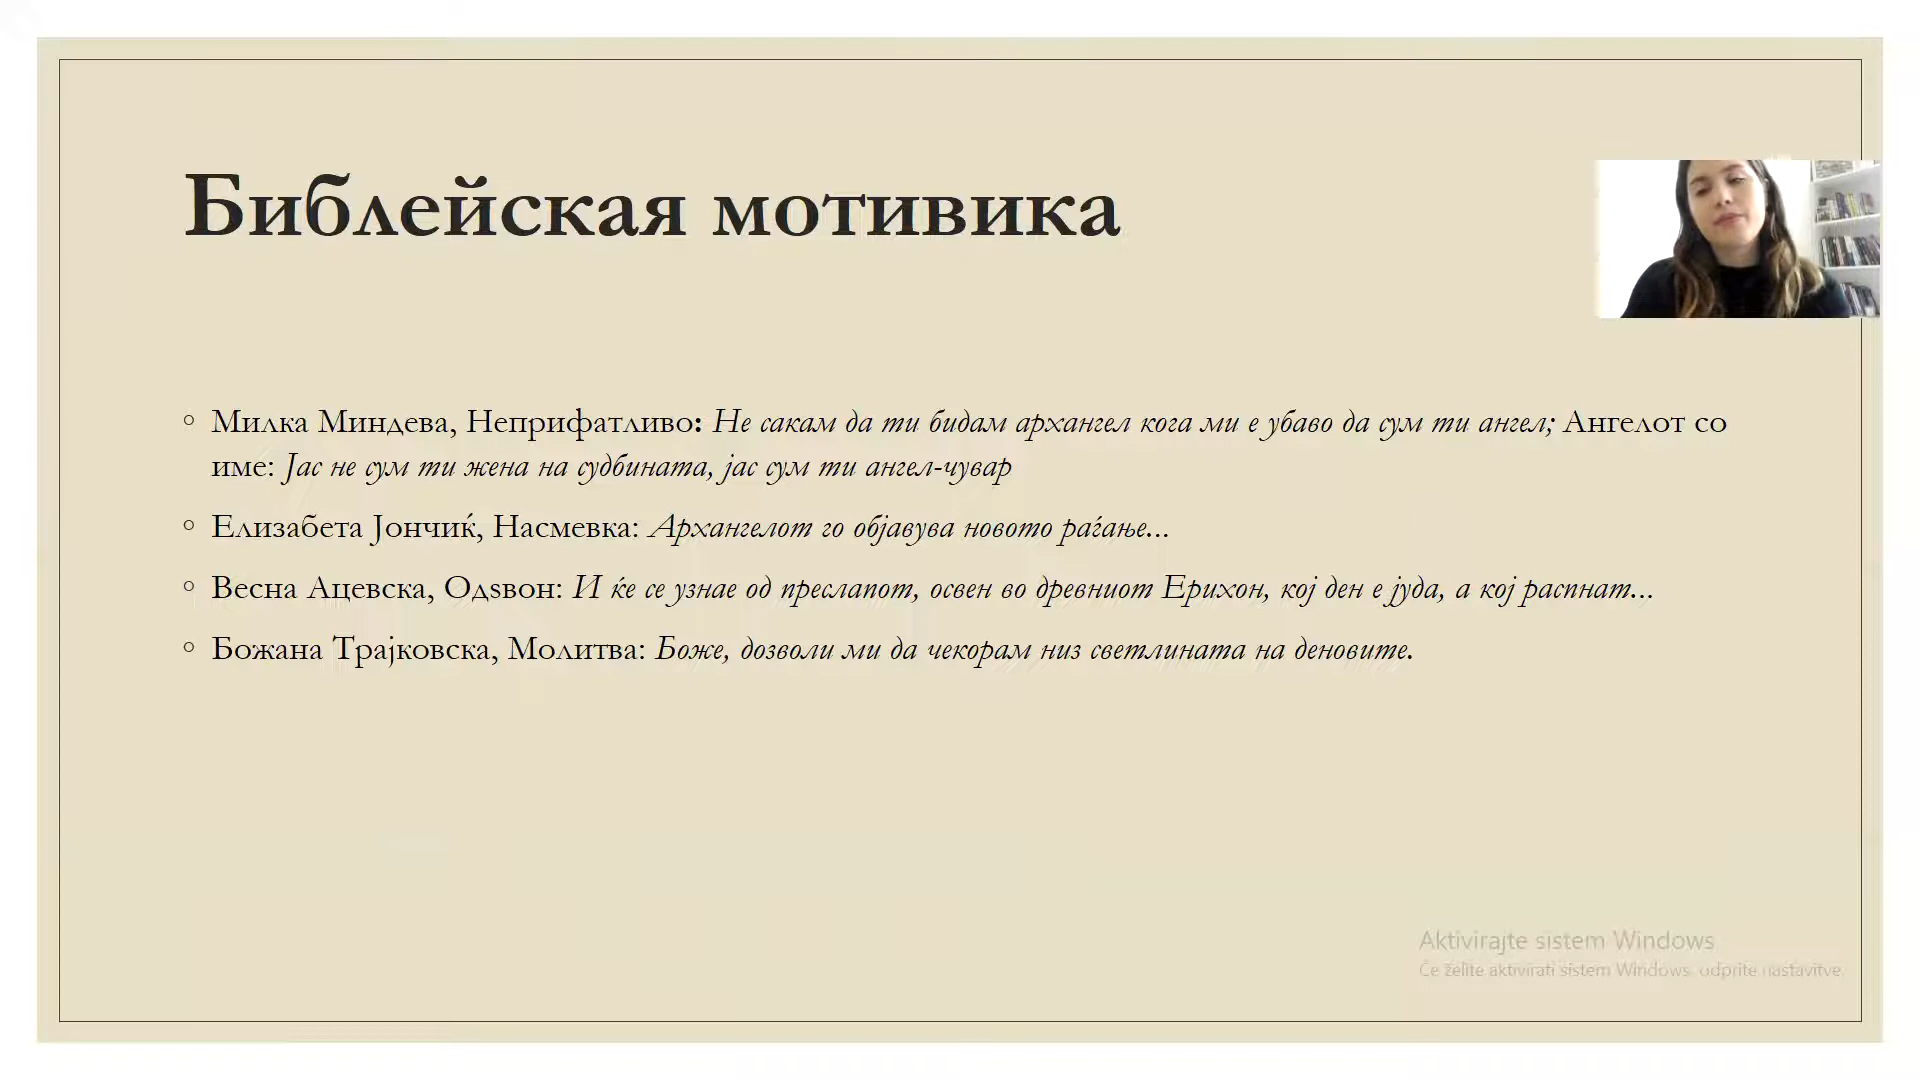 Библейская мотивика
Милка Миндева, Неприфатливо: Не сакам да ти бидам архангел кога ми е убаво да сум ти ангел; Ангелот со
име: Јас не сум ти жена на судбината, јас сум ти ангел-чувар
Елизабета Јончиќ, Насмевка: Архангелот го објавува новото раѓање...
Весна Ацевска, Одѕвон: И ќе се узнае од преслапот, освен во древниот Ерихон, кој ден е јуда, а кој распнат...
Божана Трајковска, Молитва: Боже, дозволи ми да чекорам низ светлината на деновите.
Aktivirajte sistem Windows
Če želite aktivirati sistem Windows, odprite nastavitve.